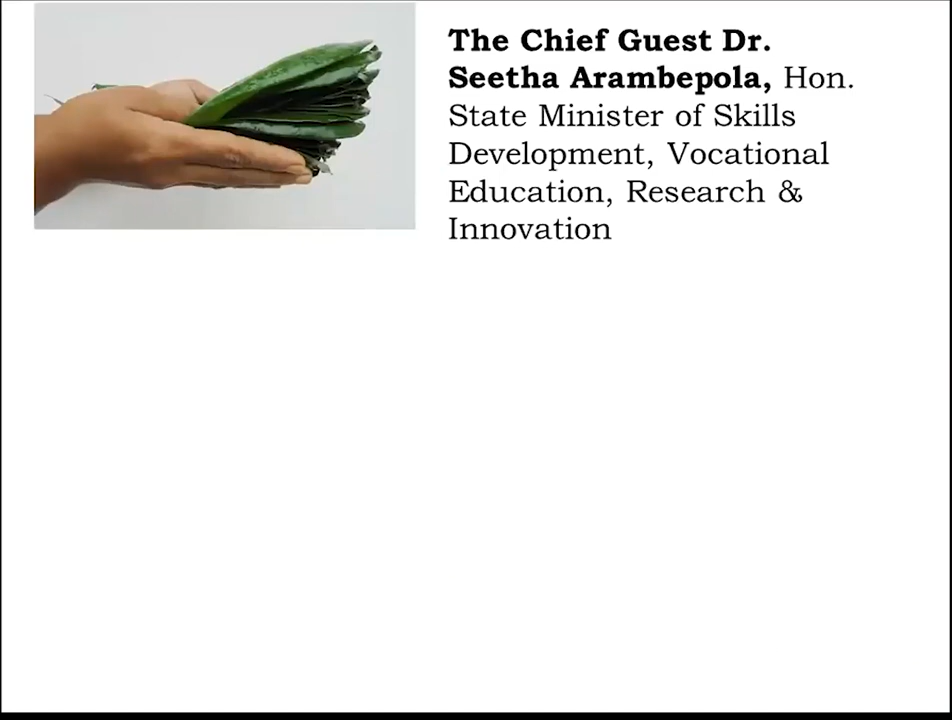 The Chief Guest Dr.
Seetha Arambepola, Hon.
State Minister of Skills
Development, Vocational
Education, Research &
Innovation